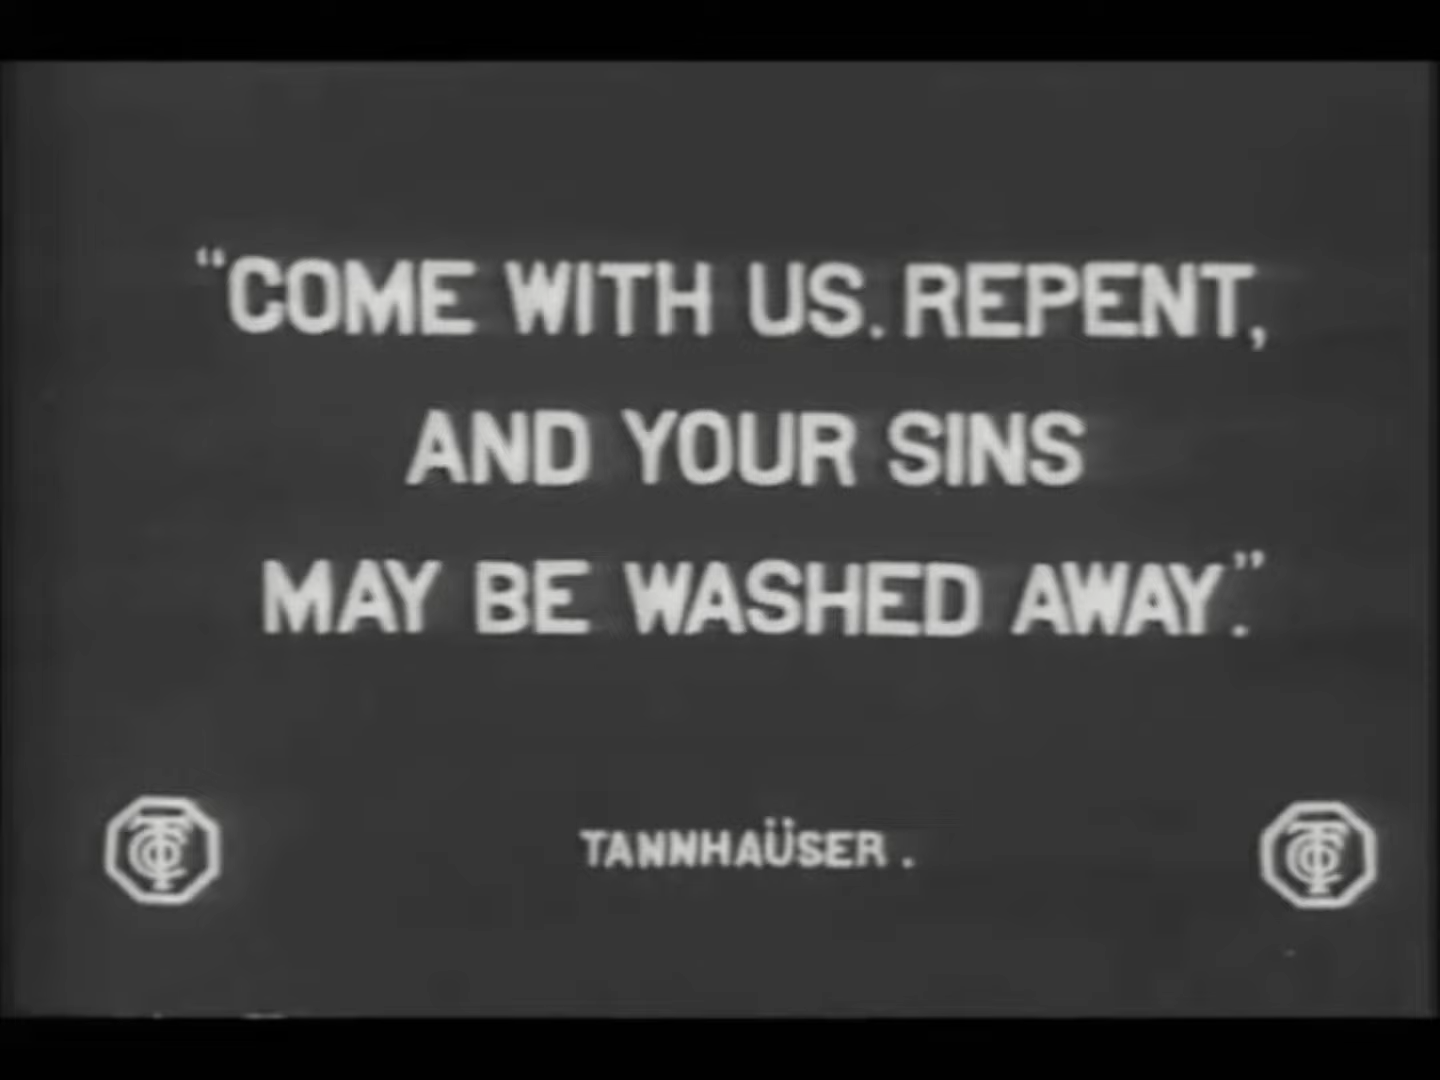 “COME WITH US. REPENT,
AND YOUR SINS
MAY BE WASHED AWAY.”
TANNHAÜSER.